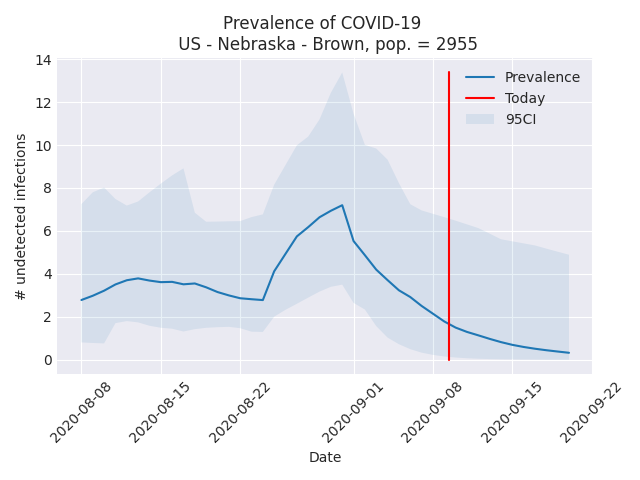 Prevalence of COVID-19
US - Nebraska - Brown, pop. = 2955
Prevalence
Today
95CI
# undetected infections
14
12
10
8
6
4
2
0
2020-08-08
2020-08-15
2020-08-22
2020-09-01
2020-09-08
2020-09-15
2020-09-22
Date